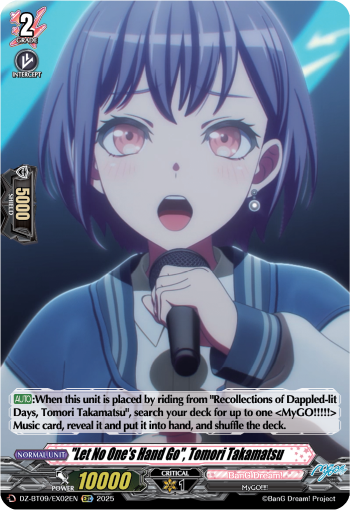 2
GRADE
INTERCEPT
5000
SHIELD
AUTO:When this unit is placed by riding from "Recollections of Dappled-lit
Days, Tomori Takamatsu", search your deck for up to one <MyGO!!!!!>
Music card, reveal it and put it into hand, and shuffle the deck.
NORMAL UNIT
"Let No One's Hand Go", Tomori Takamatsu
POWER 10000
CRITICAL
1
BanG Dream!
MyGO!!!!!
DZ-BT09/EX02EN 2025
©BanG Dream! Project